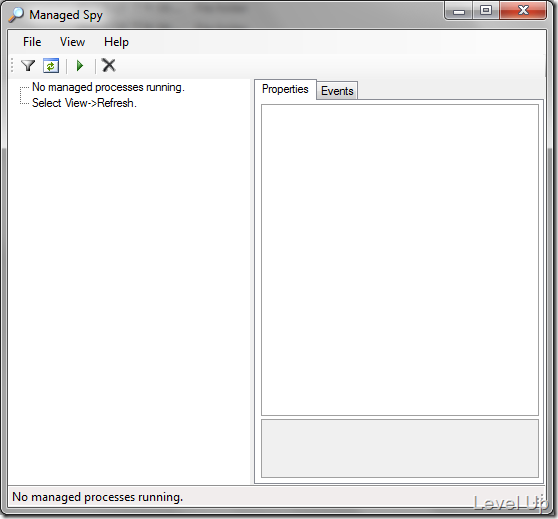 Managed Spy
File View Help
No managed processes running.
Select View->Refresh.
Properties Events
No managed processes running.
Level Up